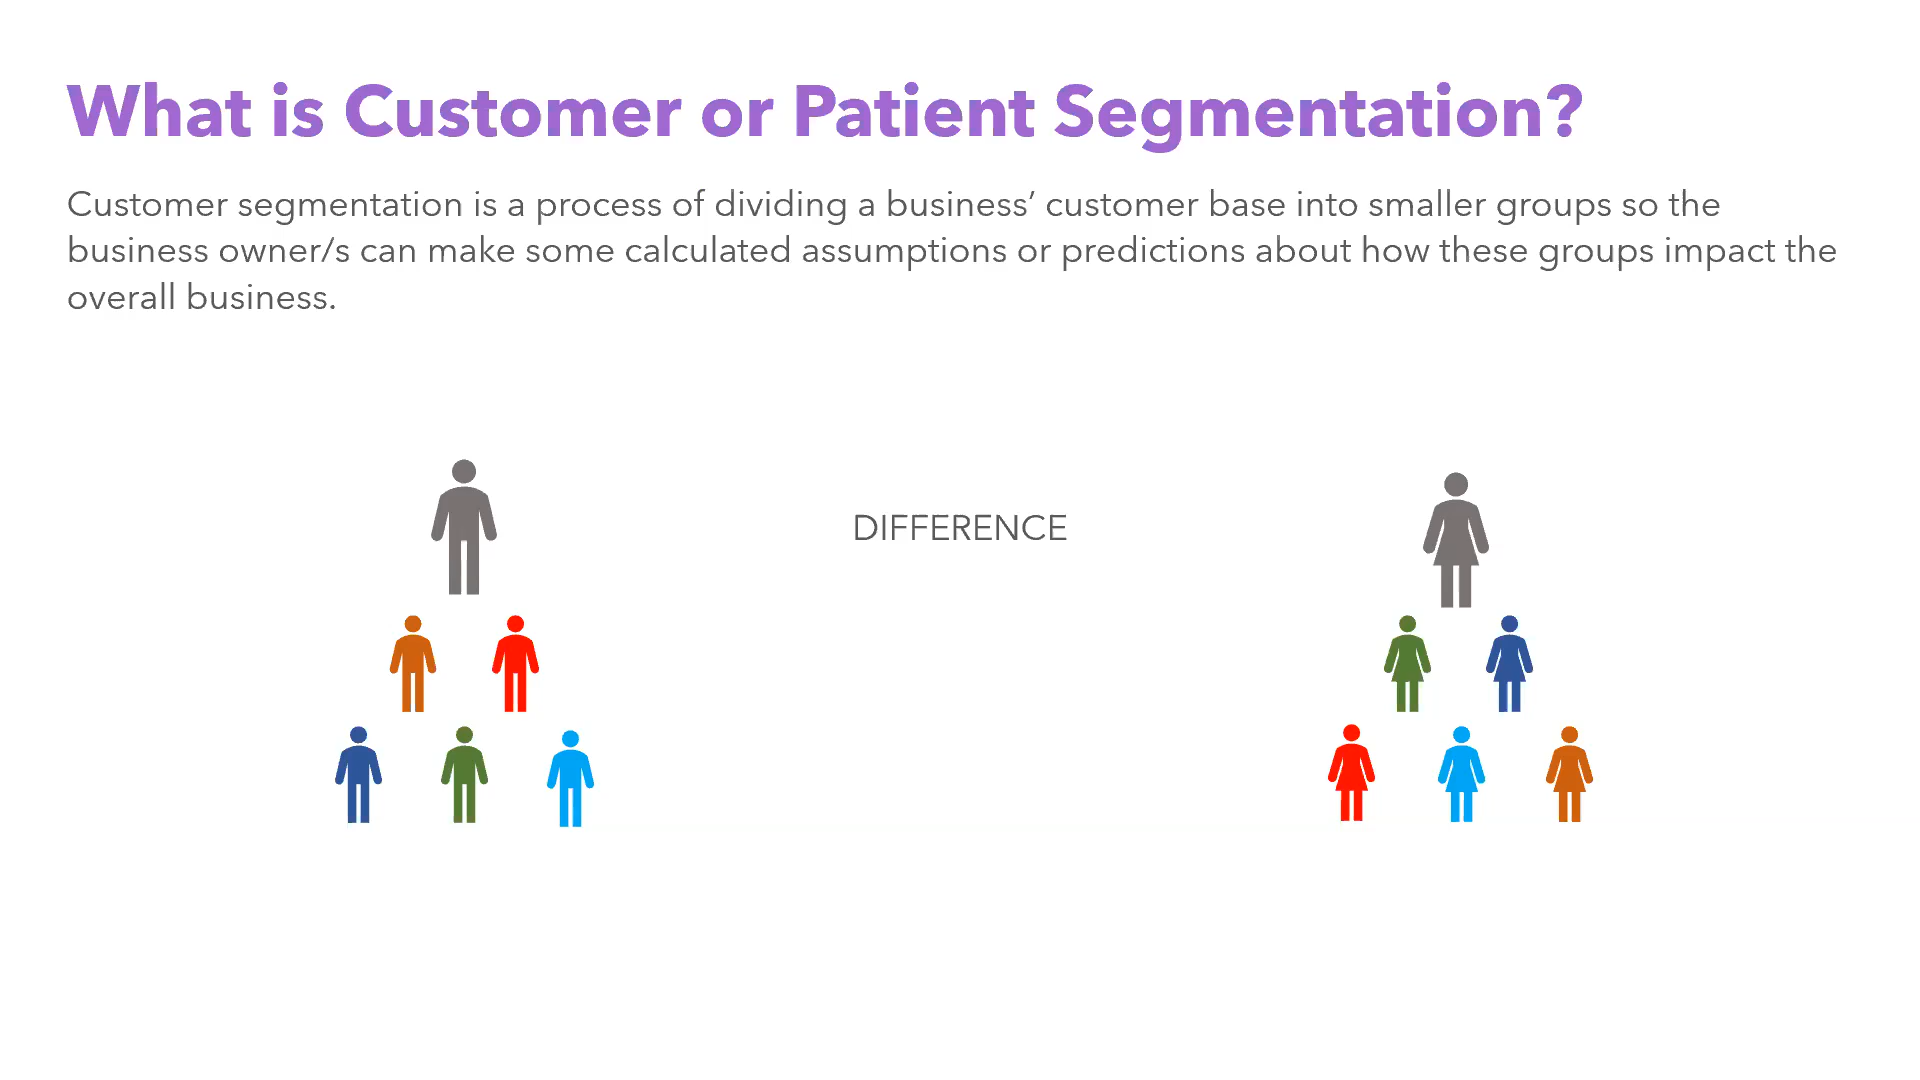 What is Customer or Patient Segmentation?
Customer segmentation is a process of dividing a business’ customer base into smaller groups so the
business owner/s can make some calculated assumptions or predictions about how these groups impact the
overall business.
DIFFERENCE